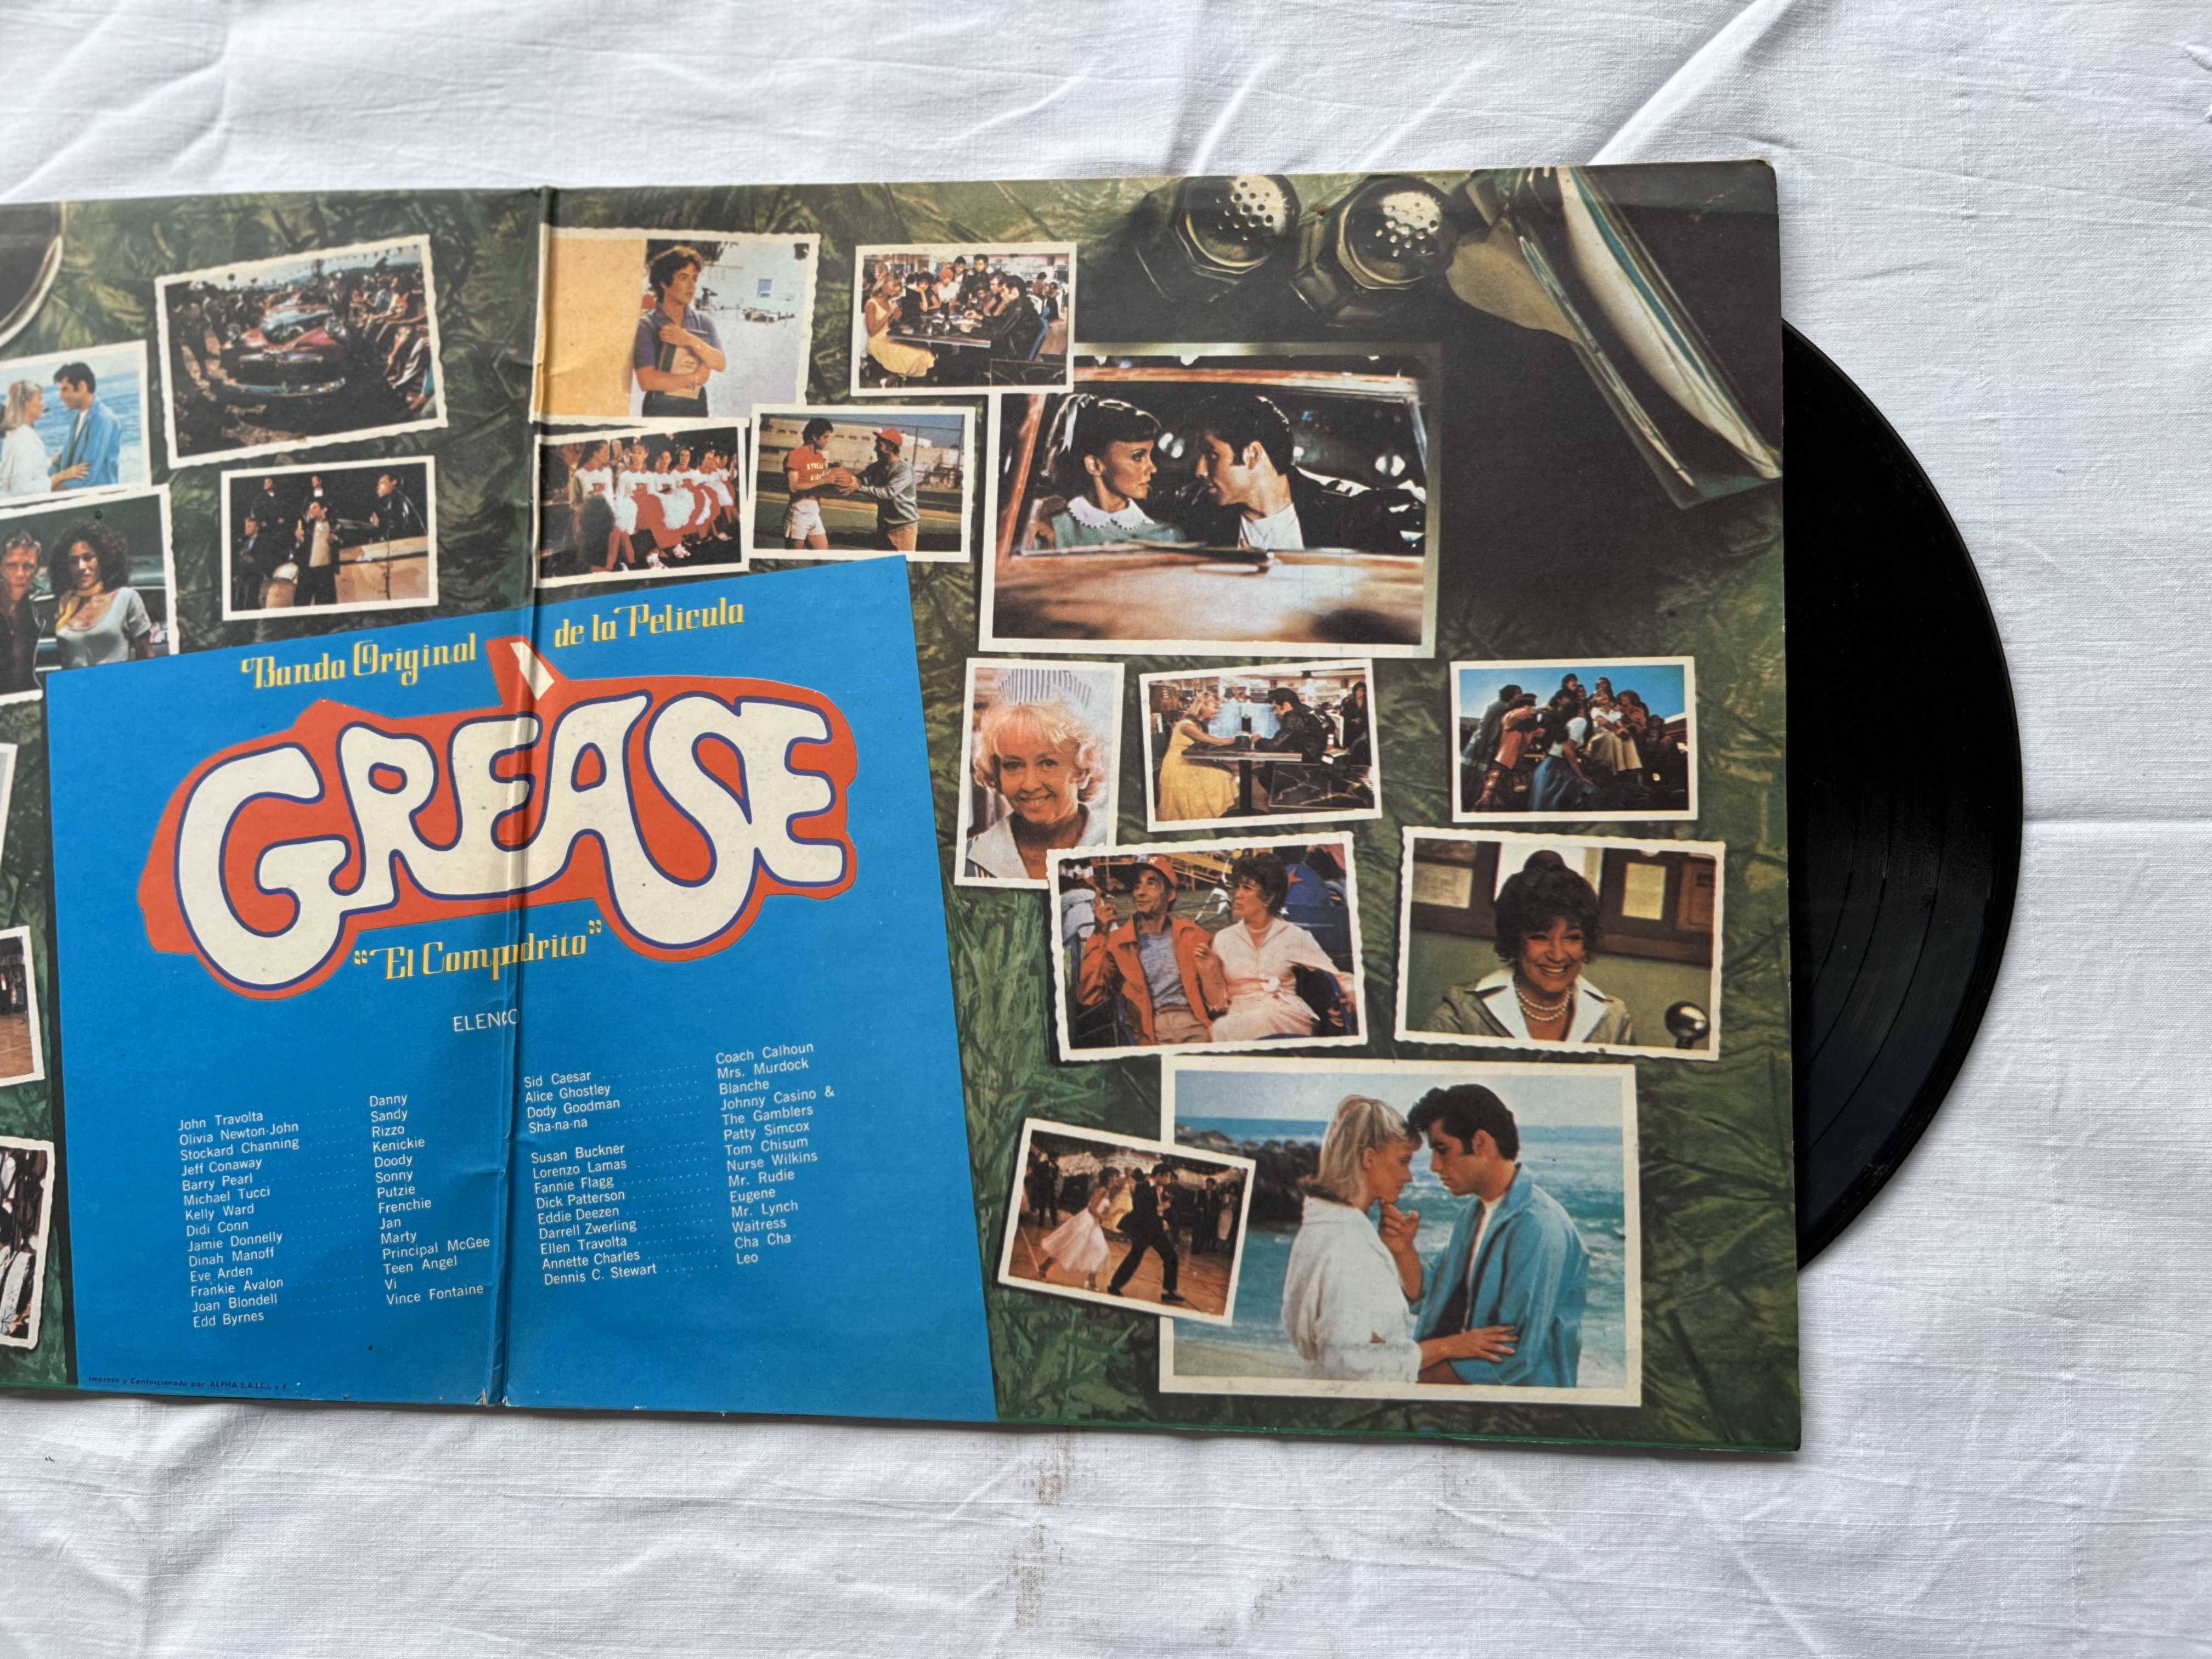 Banda Original de la Pelicula
GREASE
"El Compadrito"
ELENCO
John Travolta . . . . . . . . Danny
Olivia Newton-John . . . . . . . . Sandy
Stockard Channing . . . . . . . . Rizzo
Jeff Conaway . . . . . . . . Kenickie
Barry Pearl . . . . . . . . Doody
Michael Tucci . . . . . . . . Sonny
Kelly Ward . . . . . . . . Putzie
Didi Conn . . . . . . . . Frenchie
Jamie Donnelly . . . . . . . . Jan
Dinah Manoff . . . . . . . . Marty
Eve Arden . . . . . . . . Principal McGee
Frankie Avalon . . . . . . . . Teen Angel
Joan Blondell . . . . . . . . Vi
Edd Byrnes . . . . . . . . Vince Fontaine
Sid Caesar . . . . . . . . Coach Calhoun
Alice Ghostley . . . . . . . . Mrs. Murdock
Dody Goodman . . . . . . . . Blanche
Sha-na-na . . . . . . . . Johnny Casino &
The Gamblers
Susan Buckner . . . . . . . . Patty Simcox
Lorenzo Lamas . . . . . . . . Tom Chisum
Fannie Flagg . . . . . . . . Nurse Wilkins
Dick Patterson . . . . . . . . Mr. Rudie
Eddie Deezen . . . . . . . . Eugene
Darrell Zwerling . . . . . . . . Mr. Lynch
Ellen Travolta . . . . . . . . Waitress
Annette Charles . . . . . . . . Cha Cha
Dennis C. Stewart . . . . . . . . Leo
Impreso y Confeccionado por ALPHA S.A.I.C.I. y F.